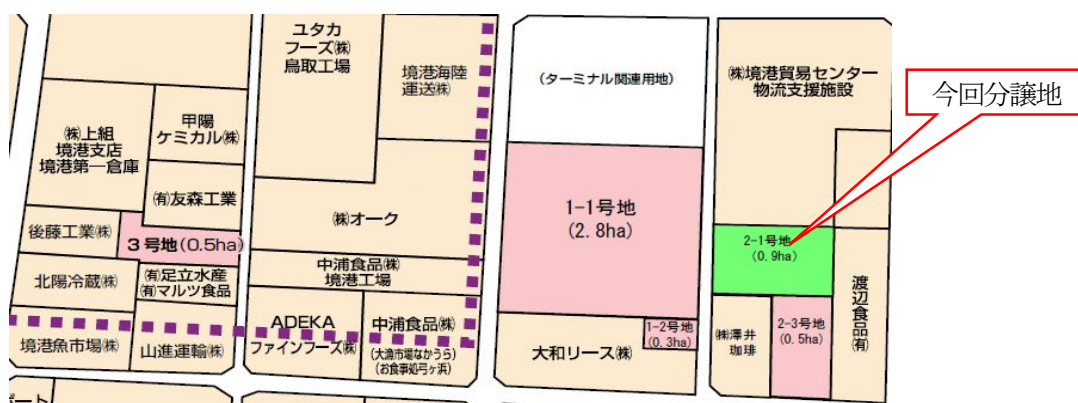 ユタカ
フーズ㈱
鳥取工場
境港海陸
運送㈱
(ターミナル関連用地)
㈱境港貿易センター
物流支援施設
今回分譲地
㈱上組
境港支店
境港第一倉庫
甲陽
ケミカル㈱
㈲友森工業
後藤工業㈱
3号地(0.5ha)
㈱オーク
1-1号地
(2.8ha)
2-1号地
(0.9ha)
北陽冷蔵㈱
㈲足立水産
㈲マルツ食品
中浦食品㈱
境港工場
渡辺食品㈲
境港魚市場㈱
山進運輸㈱
ADEKA
ファインフーズ㈱
中浦食品㈱
(大漁市場なかうら)
(お食事処弓ヶ浜)
大和リース㈱
1-2号地
(0.3ha)
㈱澤井
珈琲
2-3号地
(0.5ha)